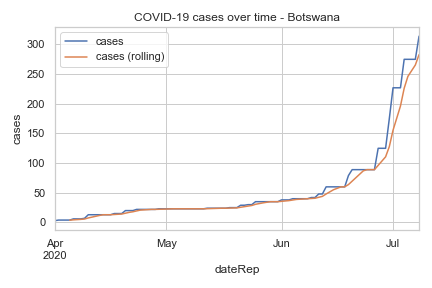 COVID-19 cases over time - Botswana
cases
cases (rolling)
300
250
200
150
100
50
0
cases
Apr
2020
May
Jun
Jul
dateRep